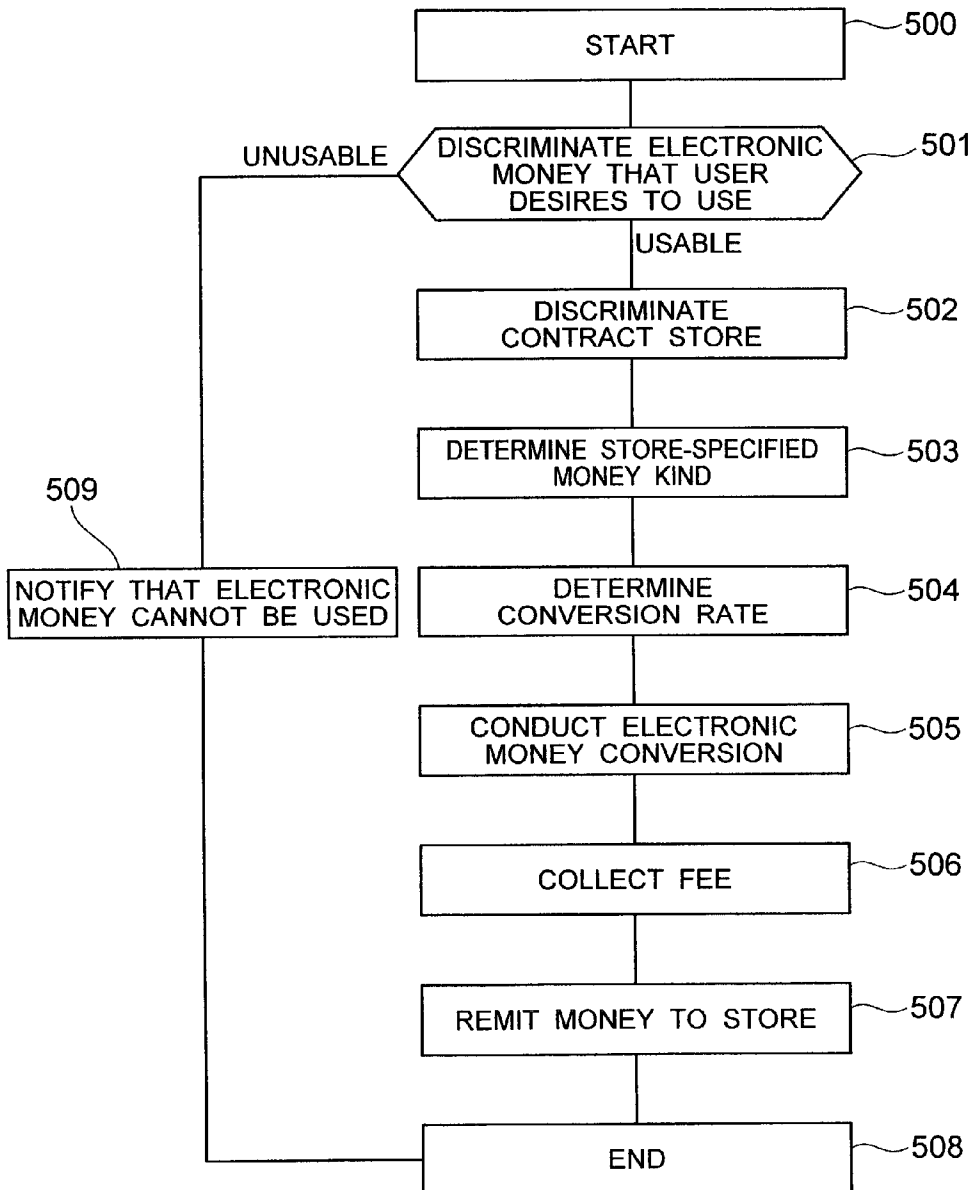 START
500
DISCRIMINATE ELECTRONIC
MONEY THAT USER
DESIRES TO USE
501
UNUSABLE
USABLE
DISCRIMINATE
CONTRACT STORE
502
DETERMINE STORE-SPECIFIED
MONEY KIND
503
509
NOTIFY THAT ELECTRONIC
MONEY CANNOT BE USED
DETERMINE
CONVERSION RATE
504
CONDUCT ELECTRONIC
MONEY CONVERSION
505
COLLECT FEE
506
REMIT MONEY TO STORE
507
END
508